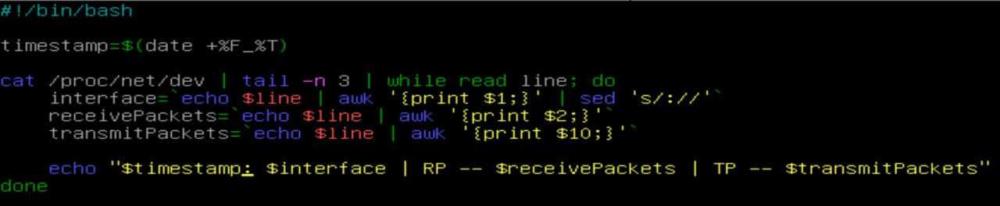 #!/bin/bash
timestamp=$(date +%F_%T)
cat /proc/net/dev | tail -n 3 | while read line; do
interface=`echo $line | awk '{print $1;}' | sed 's/://'`
receivePackets=`echo $line | awk '{print $2;}'`
transmitPackets=`echo $line | awk '{print $10;}'`
echo "$timestamp: $interface | RP -- $receivePackets | TP -- $transmitPackets"
done